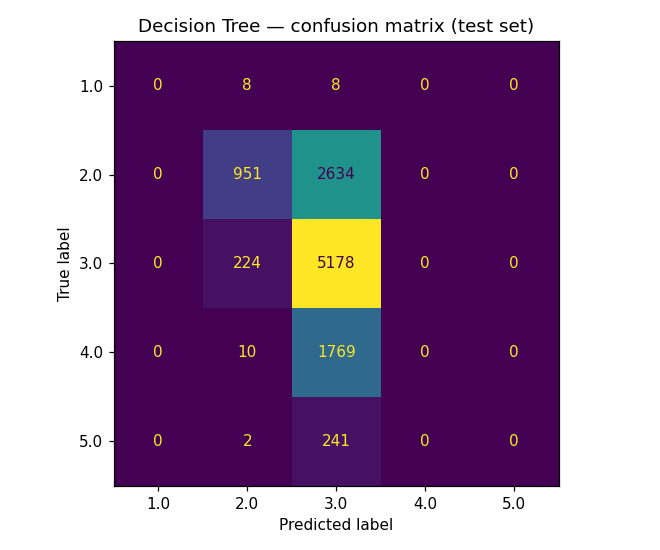 Decision Tree — confusion matrix (test set)
True label
1.0 0 8 8 0 0
2.0 0 951 2634 0 0
3.0 0 224 5178 0 0
4.0 0 10 1769 0 0
5.0 0 2 241 0 0
1.0 2.0 3.0 4.0 5.0
Predicted label